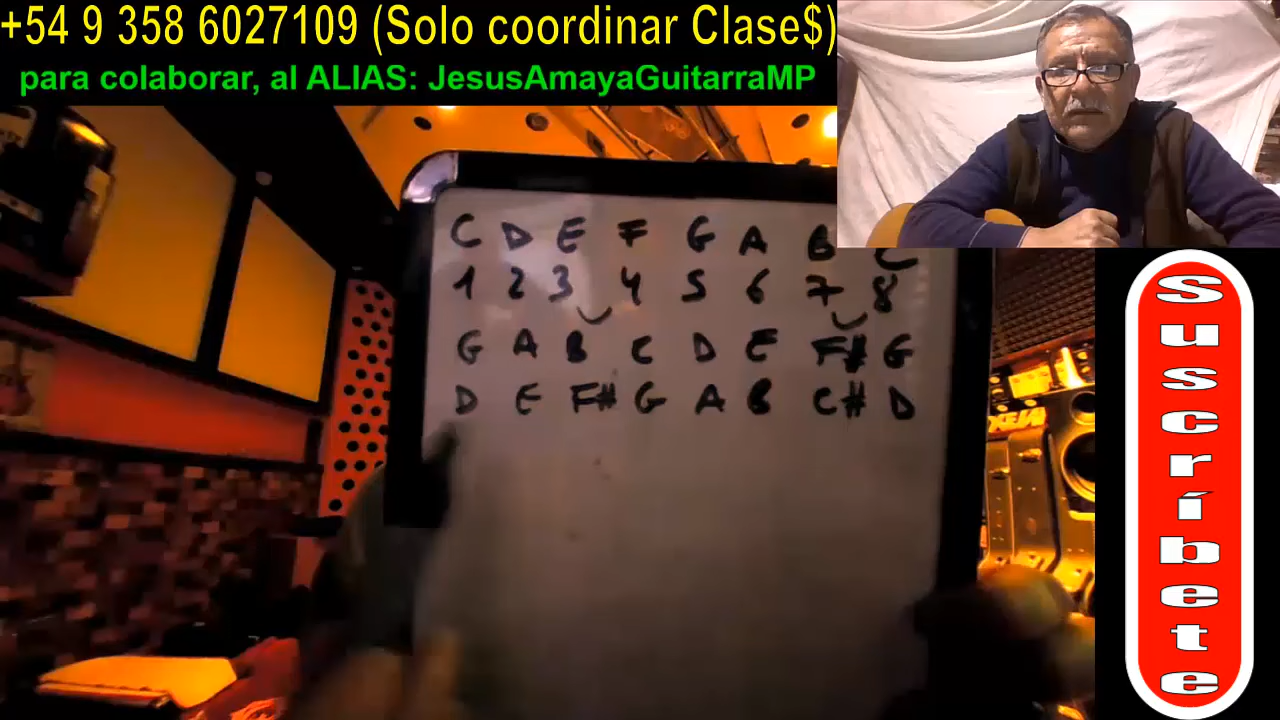 +54 9 358 6027109 (Solo coordinar Clase$)
para colaborar, al ALIAS: JesusAmayaGuitarraMP
C D E F G A B C
1 2 3 4 5 6 7 8
G A B C D E F# G
D E F# G A B C# D
Suscríbete